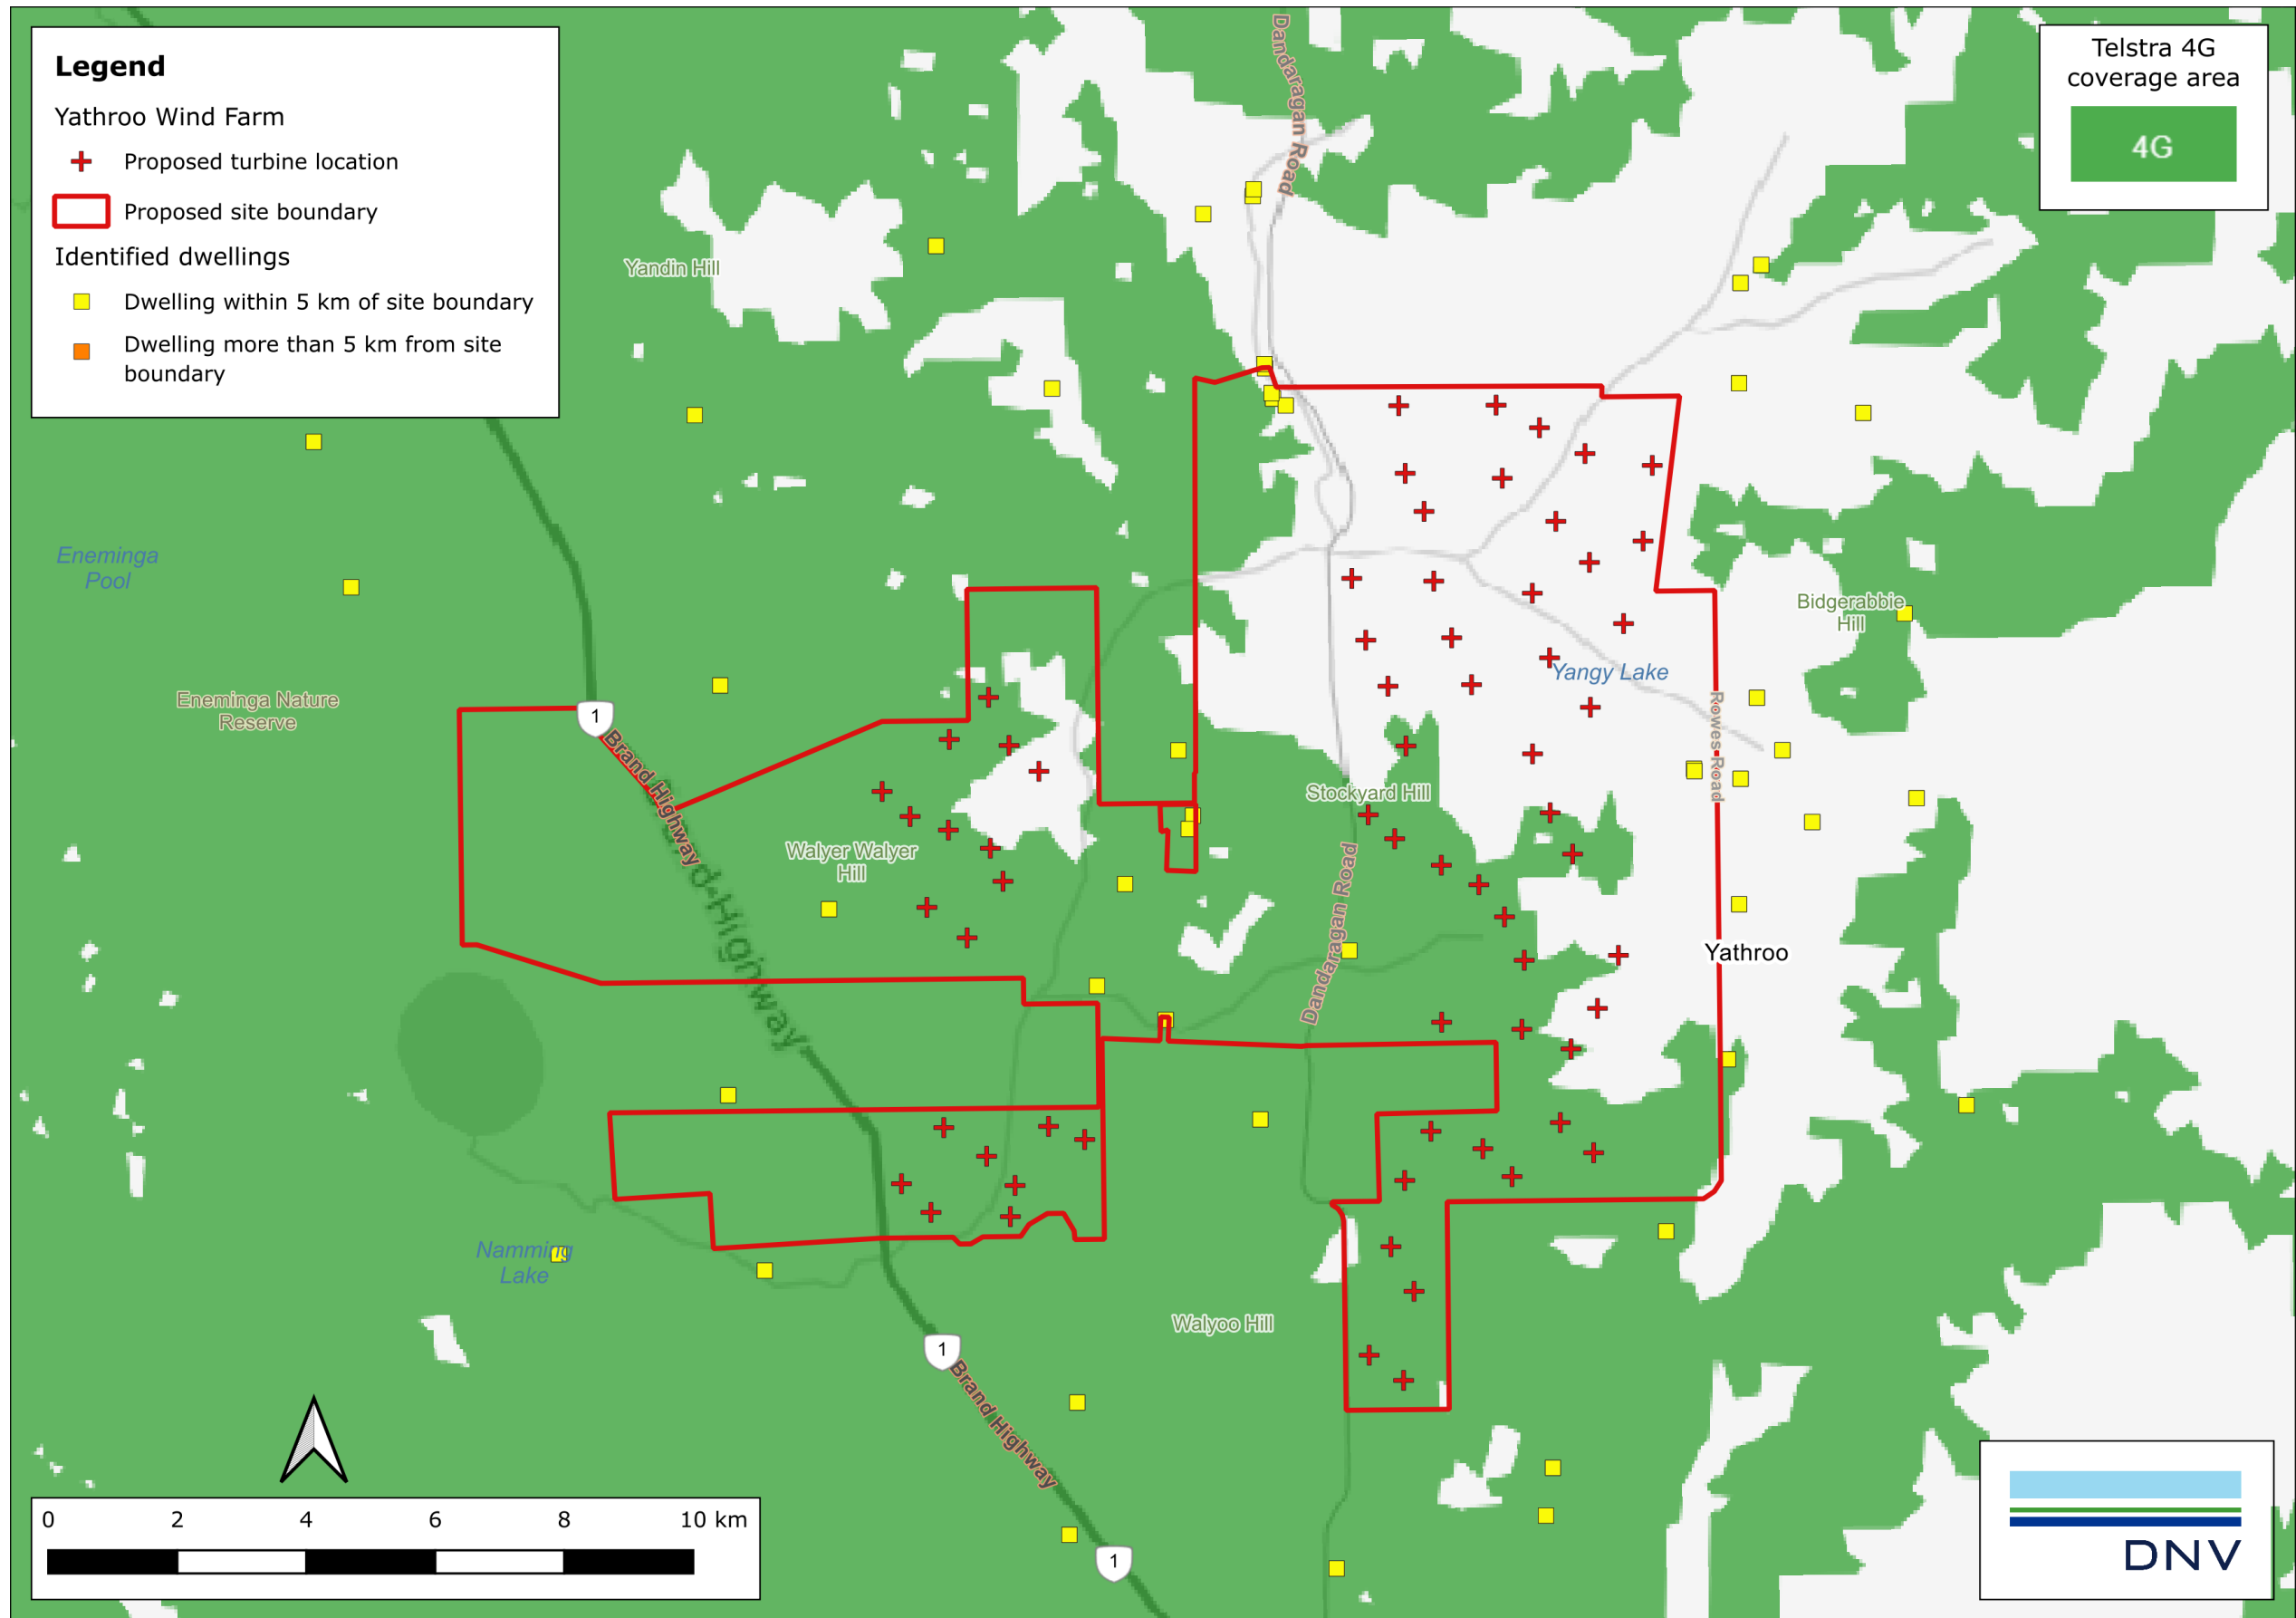 Legend
Yathroo Wind Farm
Proposed turbine location
Proposed site boundary
Identified dwellings
Dwelling within 5 km of site boundary
Dwelling more than 5 km from site
boundary
Telstra 4G
coverage area
4G
Dandaragan Road
Yandin Hill
Eneminga
Pool
Bidgerabbie
Hill
Yangy Lake
Eneminga Nature
Reserve
1
Brand Highway
Rowes Road
Stockyard Hill
Walyer Walyer
Hill
Highway
Dandaragan Road
Yathroo
Namming
Lake
Walyoo Hill
1
Brand Highway
1
0 2 4 6 8 10 km
DNV